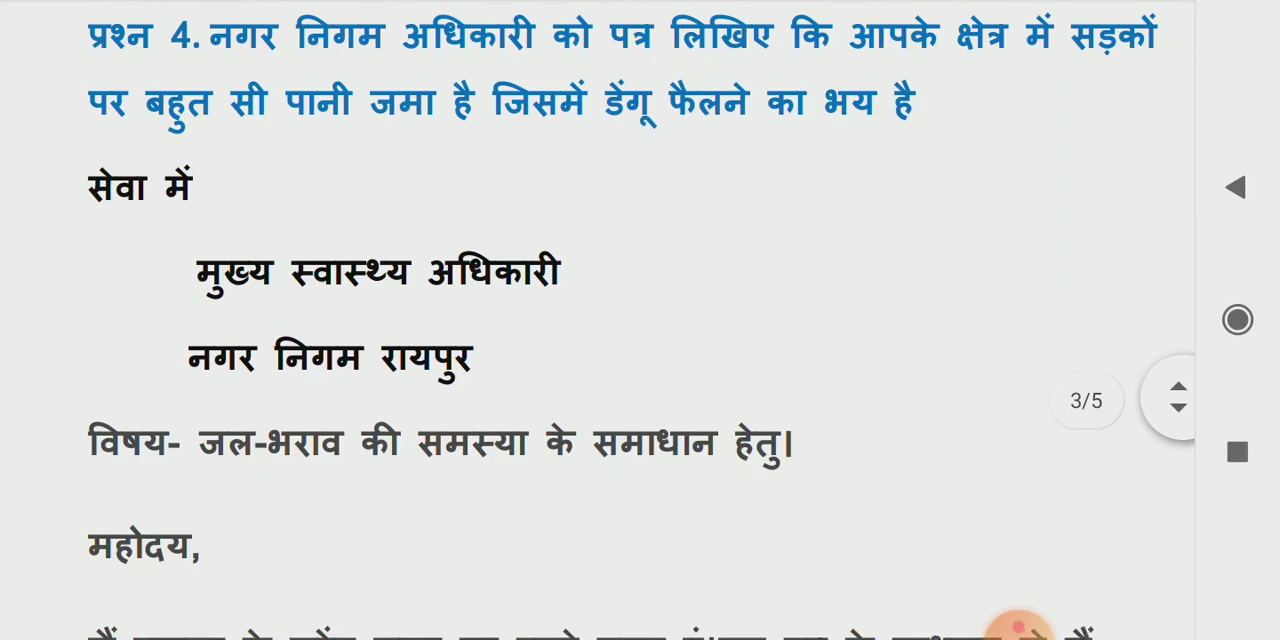 प्रश्न 4. नगर निगम अधिकारी को पत्र लिखिए कि आपके क्षेत्र में सड़कों
पर बहुत सी पानी जमा है जिसमें डेंगू फैलने का भय है
सेवा में
मुख्य स्वास्थ्य अधिकारी
नगर निगम रायपुर
3/5
विषय- जल-भराव की समस्या के समाधान हेतु।
महोदय,